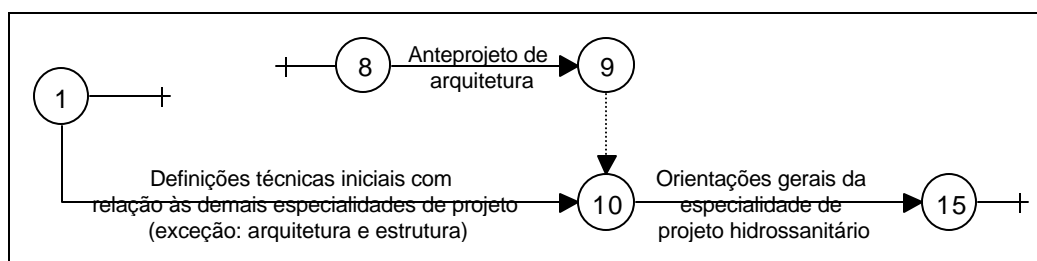 8
Anteprojeto de
arquitetura
9
1
Definições técnicas iniciais com
relação às demais especialidades de projeto
(exceção: arquitetura e estrutura)
10
Orientações gerais da
especialidade de
projeto hidrossanitário
15